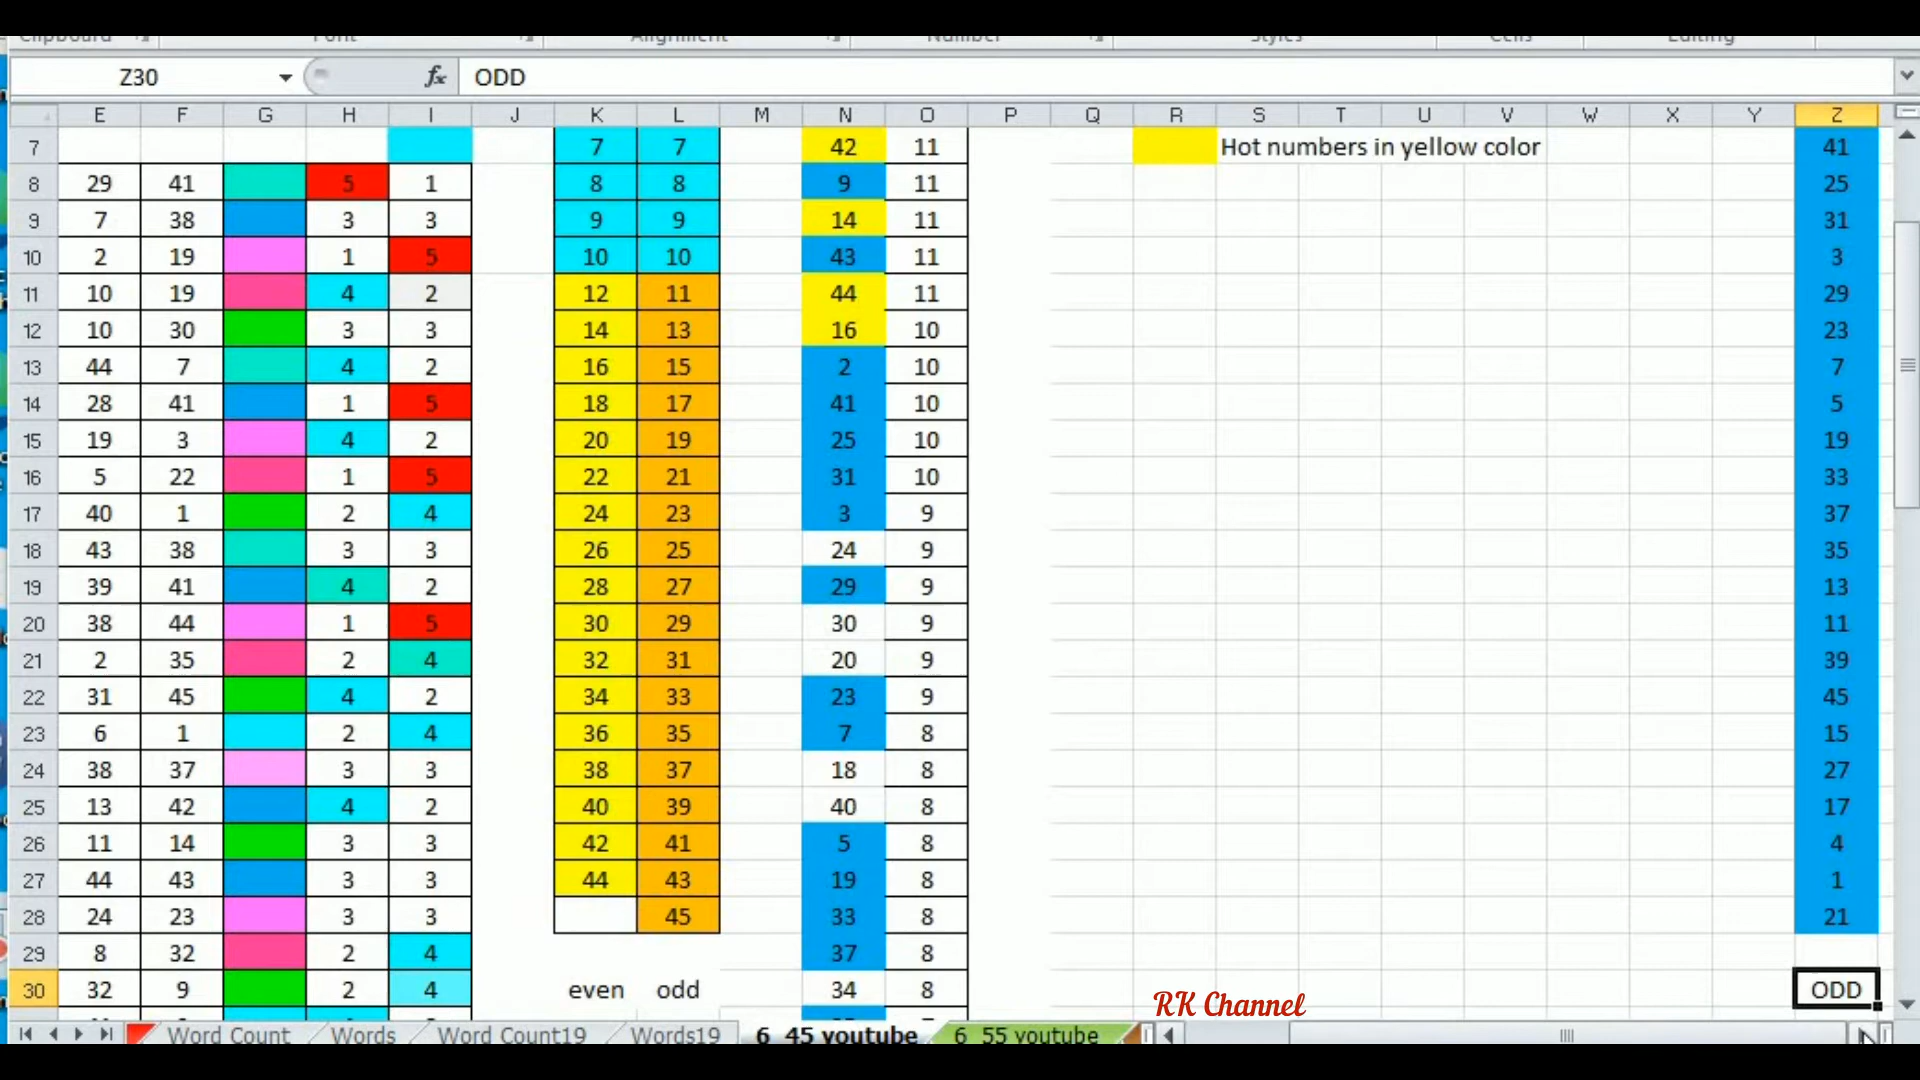 Clipboard Font Alignment Number Styles Cells Editing
Z30 fx ODD
E F G H I J K L M N O P Q R S T U V W X Y Z
7 7 7 42 11 Hot numbers in yellow color 41
8 29 41 5 1 8 8 9 11 25
9 7 38 3 3 9 9 14 11 31
10 2 19 1 5 10 10 43 11 3
11 10 19 4 2 12 11 44 11 29
12 10 30 3 3 14 13 16 10 23
13 44 7 4 2 16 15 2 10 7
14 28 41 1 5 18 17 41 10 5
15 19 3 4 2 20 19 25 10 19
16 5 22 1 5 22 21 31 10 33
17 40 1 2 4 24 23 3 9 37
18 43 38 3 3 26 25 24 9 35
19 39 41 4 2 28 27 29 9 13
20 38 44 1 5 30 29 30 9 11
21 2 35 2 4 32 31 20 9 39
22 31 45 4 2 34 33 23 9 45
23 6 1 2 4 36 35 7 8 15
24 38 37 3 3 38 37 18 8 27
25 13 42 4 2 40 39 40 8 17
26 11 14 3 3 42 41 5 8 4
27 44 43 3 3 44 43 19 8 1
28 24 23 3 3 45 33 8 21
29 8 32 2 4 37 8
30 32 9 2 4 even odd 34 8 ODD
RK Channel
Word Count Words Word Count19 Words19 6_45 youtube 6_55 youtube